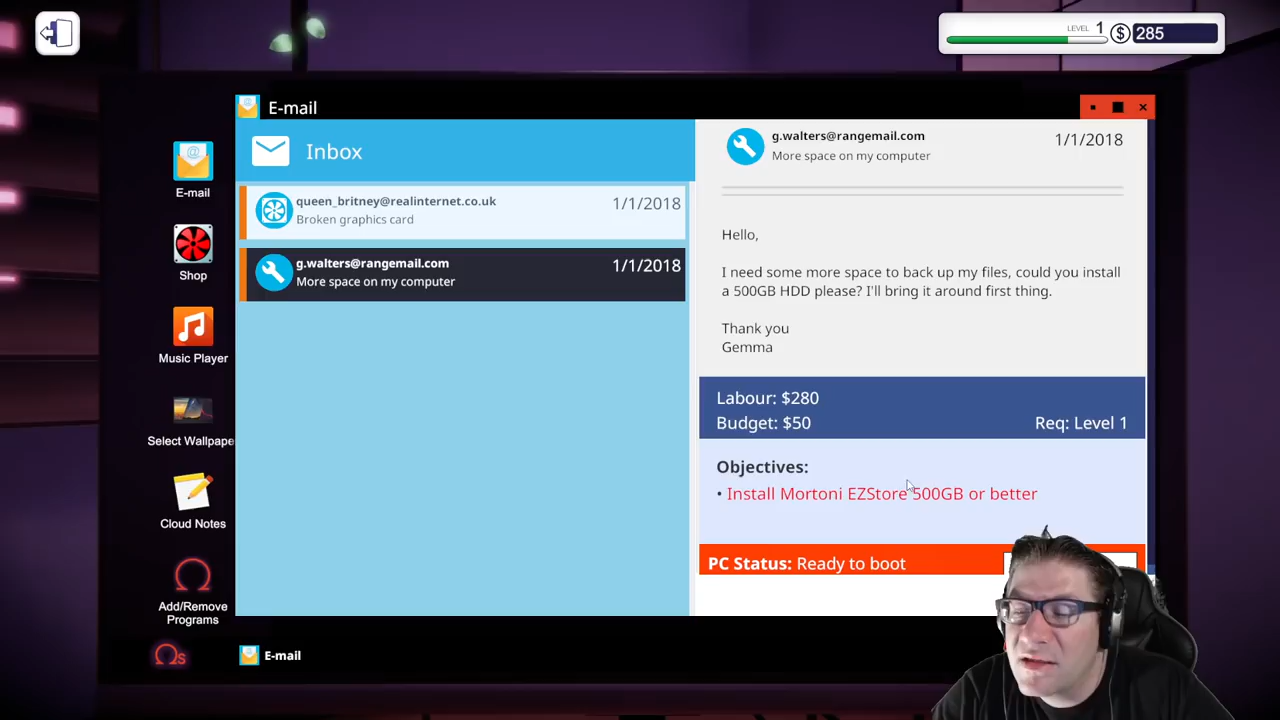 LEVEL 1
$ 285
E-mail
Inbox
queen_britney@realinternet.co.uk
1/1/2018
Broken graphics card
g.walters@rangemail.com
1/1/2018
More space on my computer
g.walters@rangemail.com
1/1/2018
More space on my computer
Hello,
I need some more space to back up my files, could you install
a 500GB HDD please? I'll bring it around first thing.
Thank you
Gemma
Labour: $280
Budget: $50
Req: Level 1
Objectives:
• Install Mortoni EZStore 500GB or better
PC Status: Ready to boot
E-mail
Shop
Music Player
Select Wallpape
Cloud Notes
Add/Remove
Programs
Ωs
E-mail